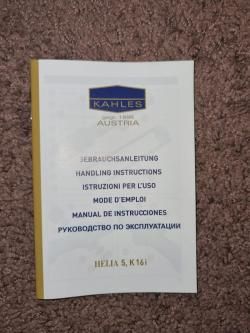 KAHLES
SINCE 1898
AUSTRIA
GEBRAUCHSANLEITUNG
HANDLING INSTRUCTIONS
ISTRUZIONI PER L'USO
MODE D'EMPLOI
MANUAL DE INSTRUCCIONES
РУКОВОДСТВО ПО ЭКСПЛУАТАЦИИ
HELIA 5, K 16i